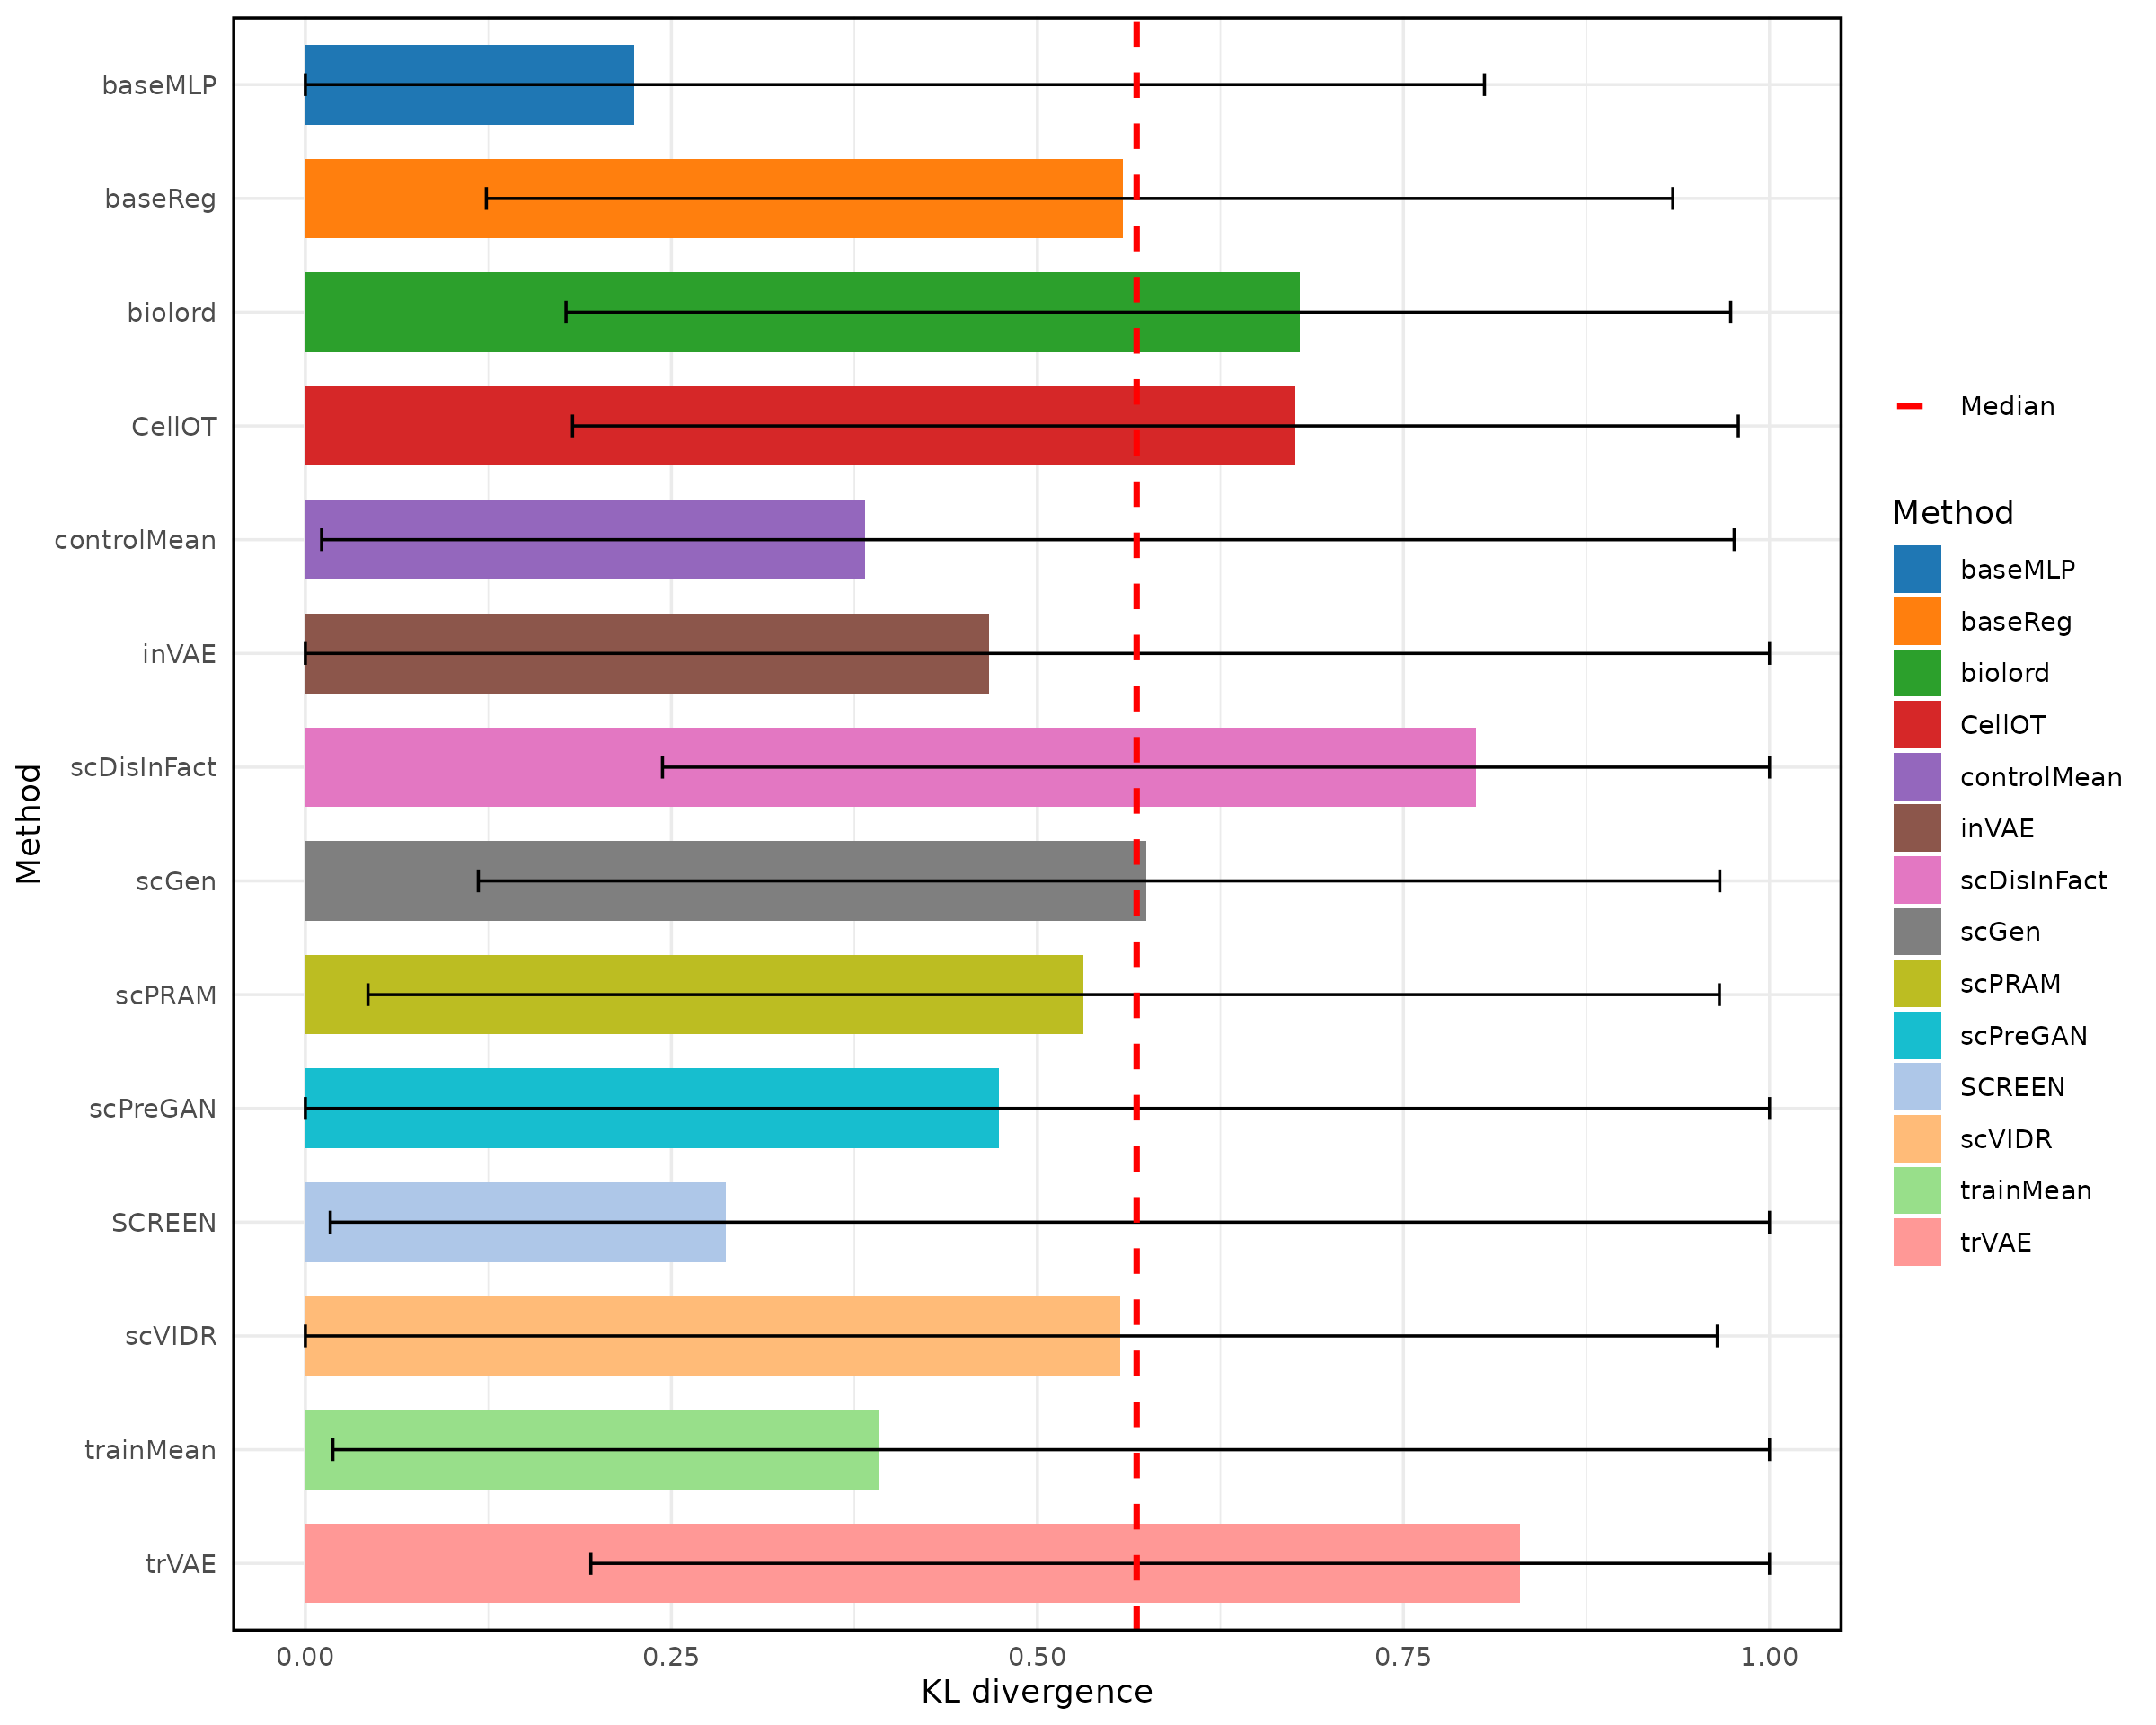 baseMLP
baseReg
biolord
CellOT
controlMean
inVAE
scDisInFact
scGen
scPRAM
scPreGAN
SCREEN
scVIDR
trainMean
trVAE
Method
0.00 0.25 0.50 0.75 1.00
KL divergence
Median
Method
baseMLP
baseReg
biolord
CellOT
controlMean
inVAE
scDisInFact
scGen
scPRAM
scPreGAN
SCREEN
scVIDR
trainMean
trVAE